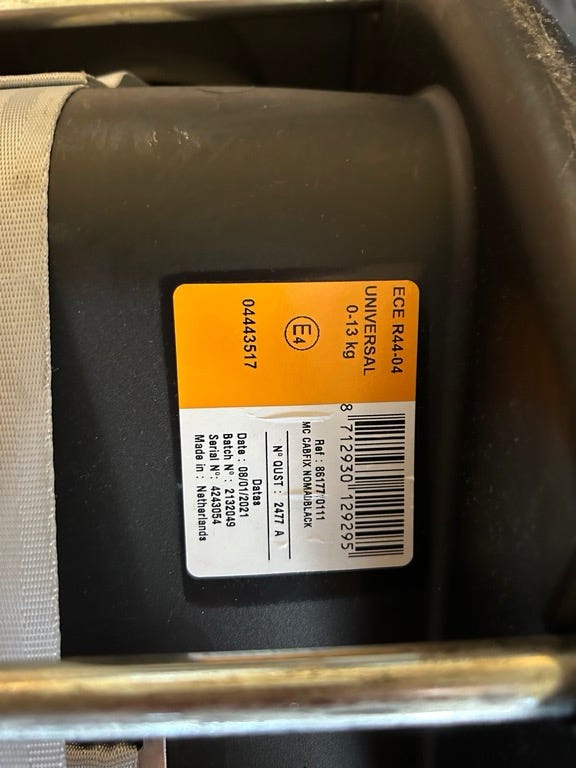 ECE R44-04
UNIVERSAL
0-13 kg
E4
04443517
8 712930 129295
Ref : 86177 0111
MC CABFIX NOMADBLACK
N° QUST : 2477 A
Datas
Date : 08/01/2021
Batch N° : 2132049
Serial N° : 4243054
Made in : Netherlands